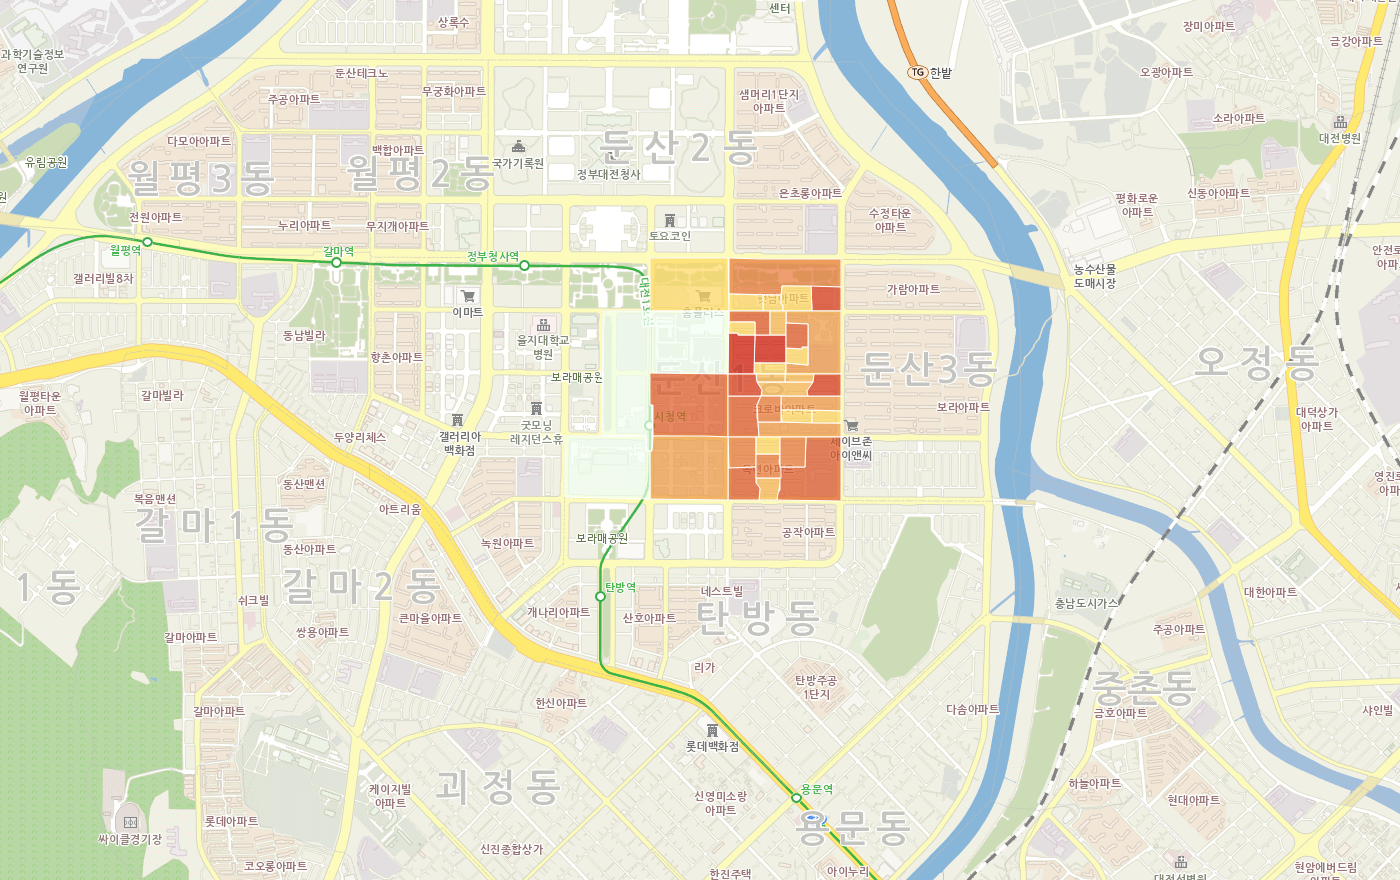 센터
상록수
장미아파트
금강아파트
과학기술정보
연구원
둔산테크노
TG 한밭
오광아파트
무궁화아파트
주공아파트
샘머리1단지
아파트
소라아파트
대전병원
다모아아파트
백합아파트
국가기록원
둔산2동
정부대전청사
유림공원
월평3동
월평2동
은초롱아파트
신동아아파트
평화로운
아파트
원
전원아파트
누리아파트
무지개아파트
토요코인
수정타운
아파트
월평역
갈마역
정부청사역
안전로
갤러리빌8차
농수산물
도매시장
가람아파트
이마트
홈플러스
동남빌라
을지대학교
병원
향촌아파트
보라매공원
둔산3동
오정동
월평타운
아파트
갈마빌라
시청역
크로바아파트
보라아파트
대덕상가
아파트
굿모닝
레지던스휴
두양리체스
갤러리아
백화점
세이브존
아이앤씨
목련아파트
동산맨션
복음맨션
아트리움
갈마1동
녹원아파트
보라매공원
공작아파트
동산아파트
1동
갈마2동
탄방역
네스트빌
쉬크빌
개나리아파트
산호아파트
탄방동
충남도시가스
대한아파트
큰마을아파트
쌍용아파트
갈마아파트
주공아파트
리가
탄방주공
1단지
중촌동
금호아파트
갈마아파트
한신아파트
다솜아파트
사인빌
롯데백화점
괴정동
케이지빌
아파트
용문역
신영미소랑
아파트
하늘아파트
현대아파트
롯데아파트
용문동
싸이클경기장
신진종합상가
코오롱아파트
한진주택
아이누리
대전선병원
현암에버드림